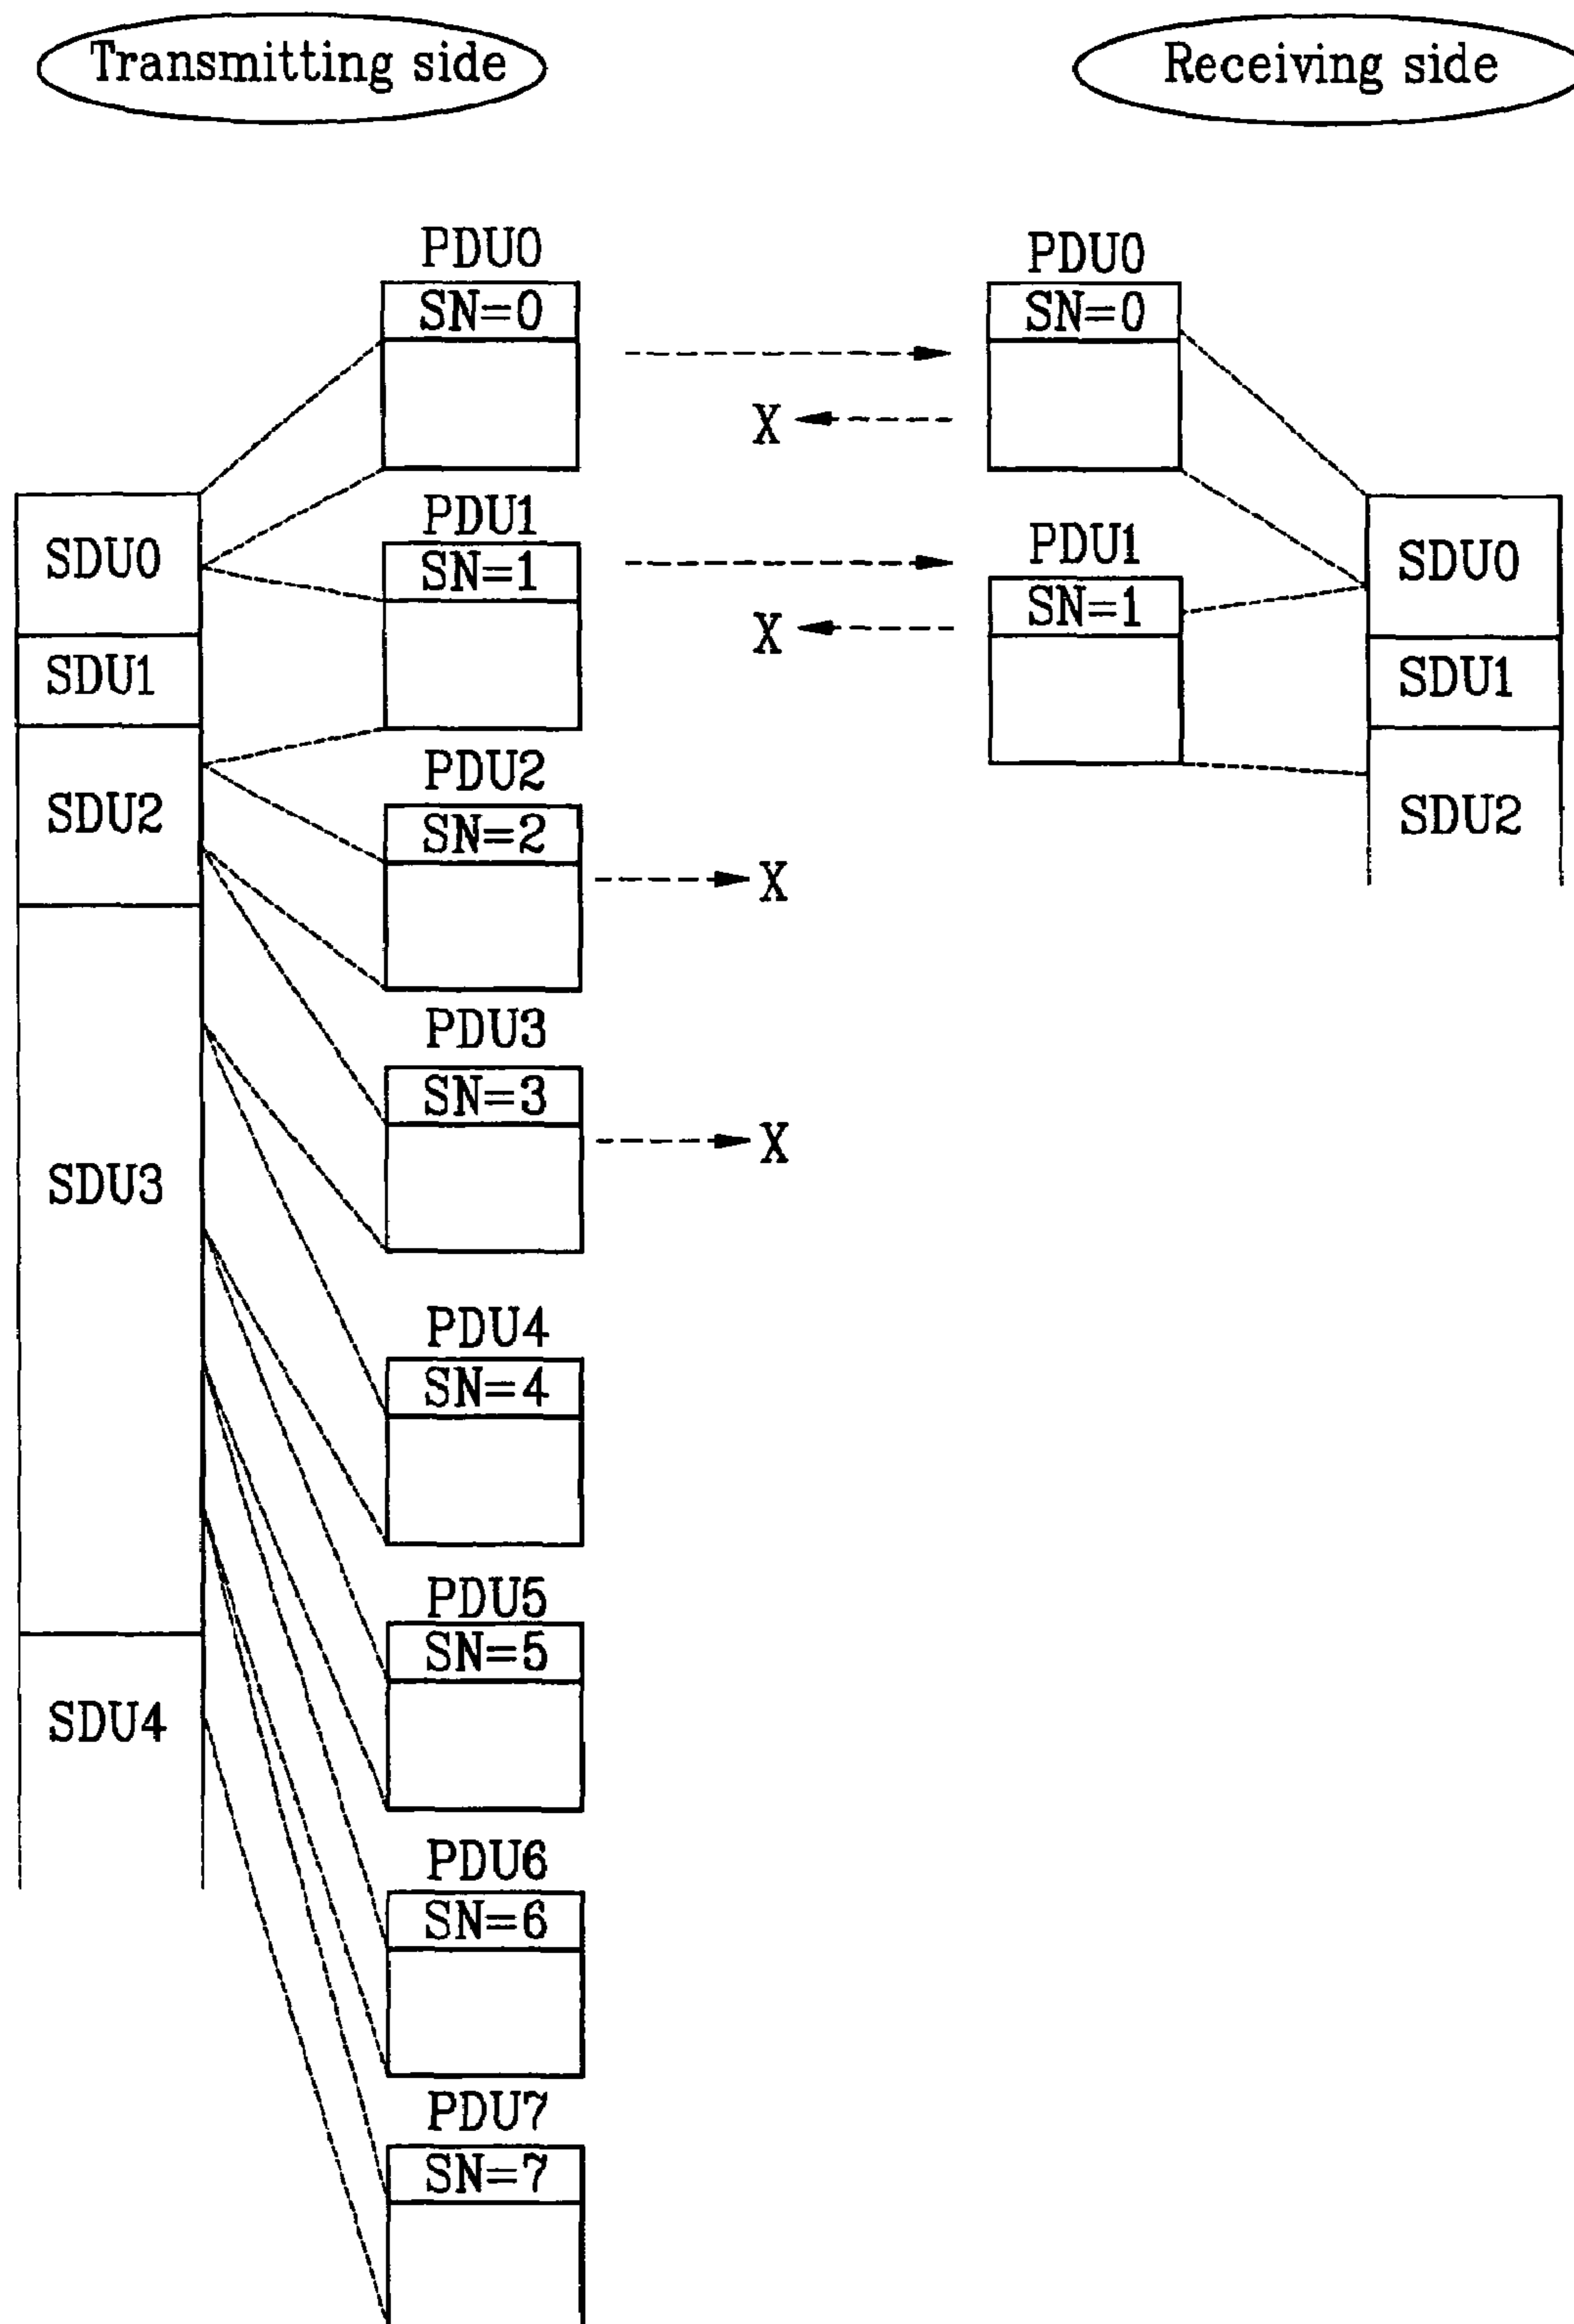 Transmitting side
Receiving side
PDU0
SN=0
PDU0
SN=0
X
SDU0
PDU1
SN=1
PDU1
SN=1
SDU0
X
SDU1
SDU1
SDU2
PDU2
SN=2
SDU2
X
PDU3
SN=3
X
SDU3
PDU4
SN=4
PDU5
SN=5
SDU4
PDU6
SN=6
PDU7
SN=7